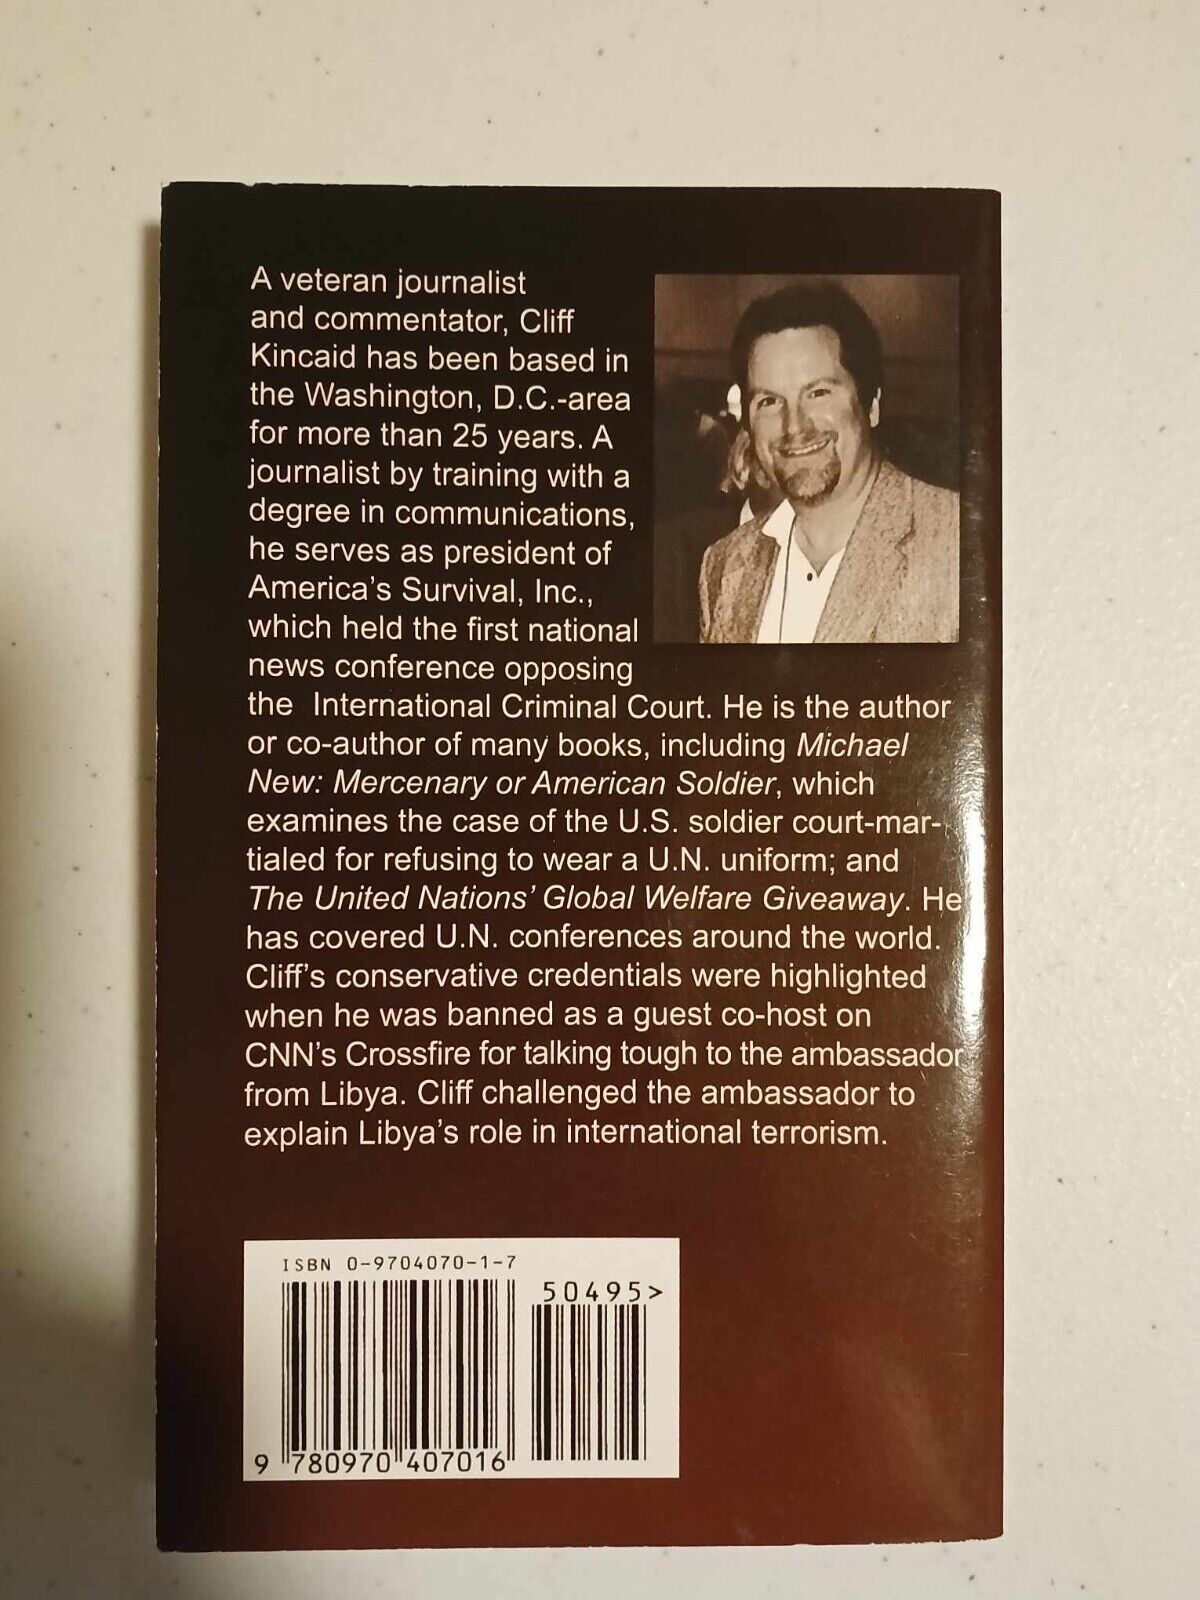 A veteran journalist
and commentator, Cliff
Kincaid has been based in
the Washington, D.C.-area
for more than 25 years. A
journalist by training with a
degree in communications,
he serves as president of
America's Survival, Inc.,
which held the first national
news conference opposing
the International Criminal Court. He is the author
or co-author of many books, including Michael
New: Mercenary or American Soldier, which
examines the case of the U.S. soldier court-mar-
tialed for refusing to wear a U.N. uniform; and
The United Nations' Global Welfare Giveaway. He
has covered U.N. conferences around the world.
Cliff's conservative credentials were highlighted
when he was banned as a guest co-host on
CNN's Crossfire for talking tough to the ambassador
from Libya. Cliff challenged the ambassador to
explain Libya's role in international terrorism.
ISBN 0-9704070-1-7
50495>
9 780970 407016